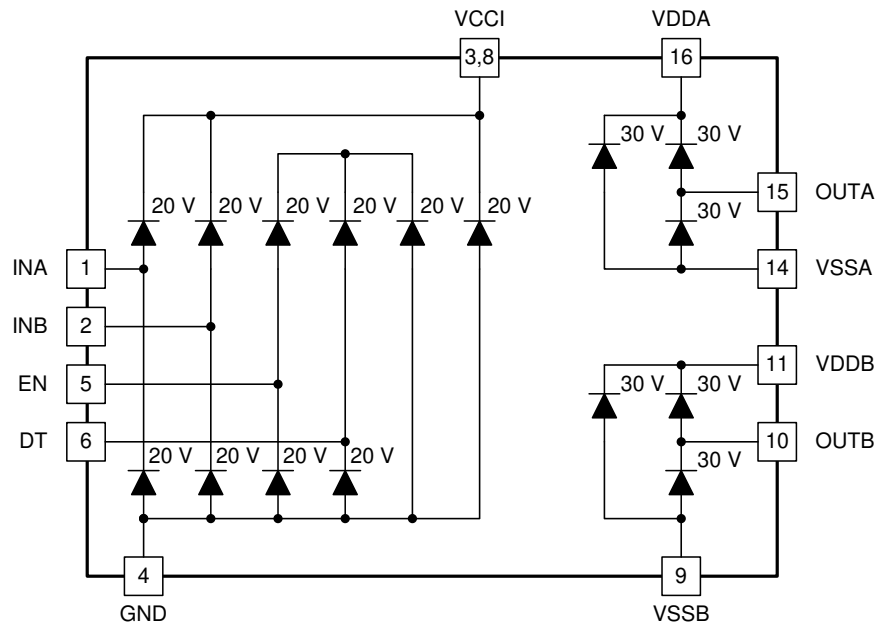 VCCI
VDDA
3,8
16
30 V
30 V
15
OUTA
20 V
20 V
20 V
20 V
20 V
20 V
30 V
INA
1
14
VSSA
INB
2
11
VDDB
EN
5
30 V
30 V
DT
6
10
OUTB
20 V
20 V
20 V
20 V
30 V
4
9
GND
VSSB